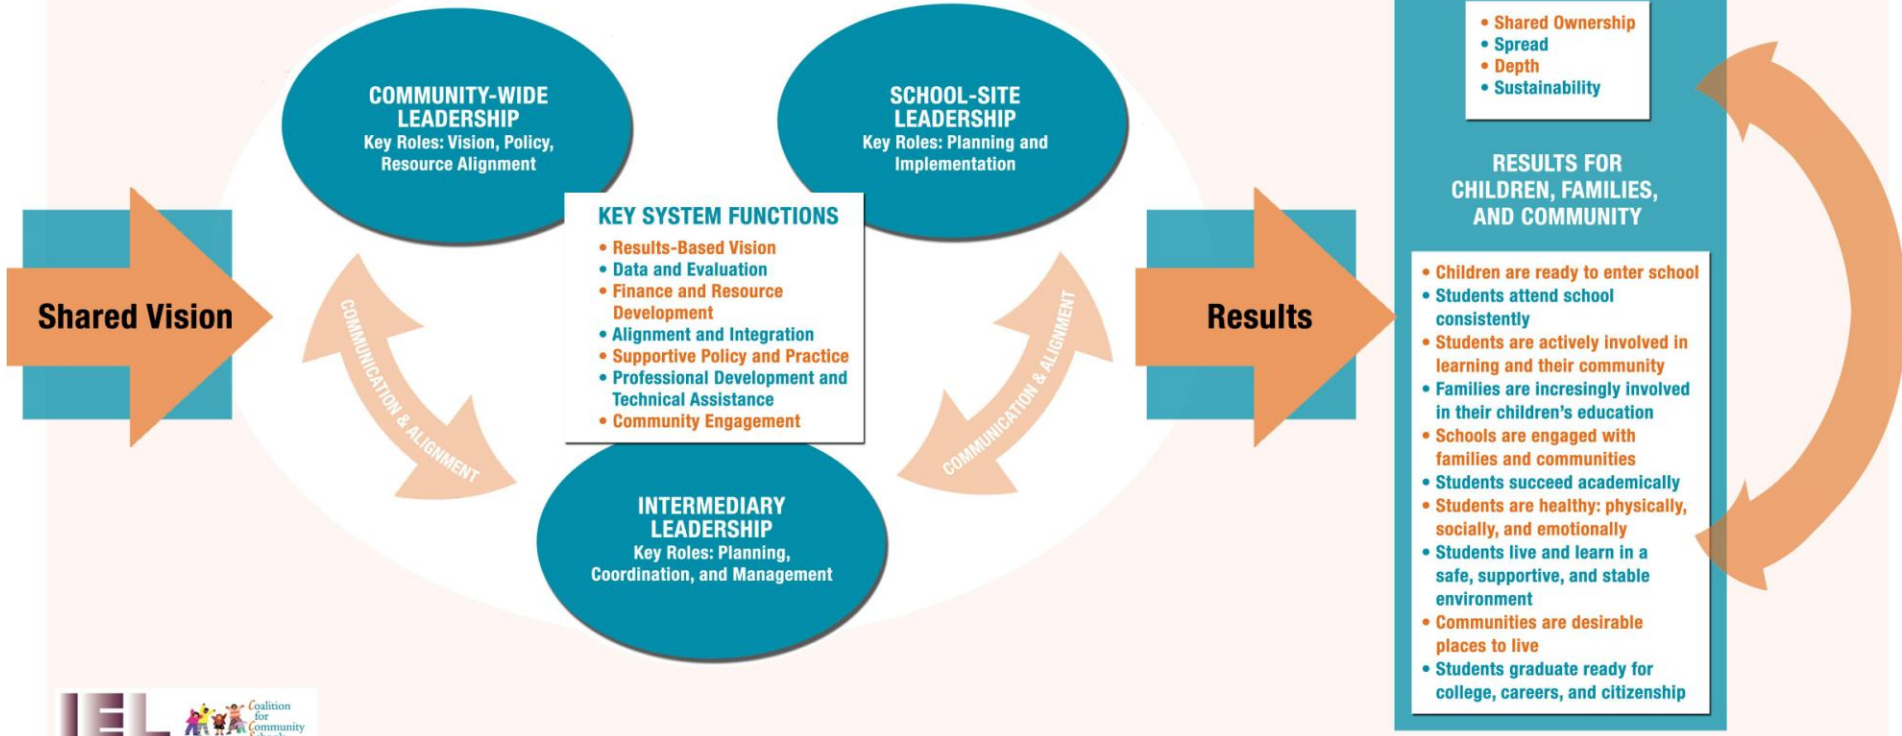 COMMUNITY-WIDE
LEADERSHIP
Key Roles: Vision, Policy,
Resource Alignment
SCHOOL-SITE
LEADERSHIP
Key Roles: Planning and
Implementation
Shared Vision
COMMUNICATION & ALIGNMENT
KEY SYSTEM FUNCTIONS
• Results-Based Vision
• Data and Evaluation
• Finance and Resource
Development
• Alignment and Integration
• Supportive Policy and Practice
• Professional Development and
Technical Assistance
• Community Engagement
COMMUNICATION & ALIGNMENT
INTERMEDIARY
LEADERSHIP
Key Roles: Planning,
Coordination, and Management
Results
• Shared Ownership
• Spread
• Depth
• Sustainability
RESULTS FOR
CHILDREN, FAMILIES,
AND COMMUNITY
• Children are ready to enter school
• Students attend school
consistently
• Students are actively involved in
learning and their community
• Families are incresingly involved
in their children's education
• Schools are engaged with
families and communities
• Students succeed academically
• Students are healthy: physically,
socially, and emotionally
• Students live and learn in a
safe, supportive, and stable
environment
• Communities are desirable
places to live
• Students graduate ready for
college, careers, and citizenship
IEL
Coalition
for
Community
Schools